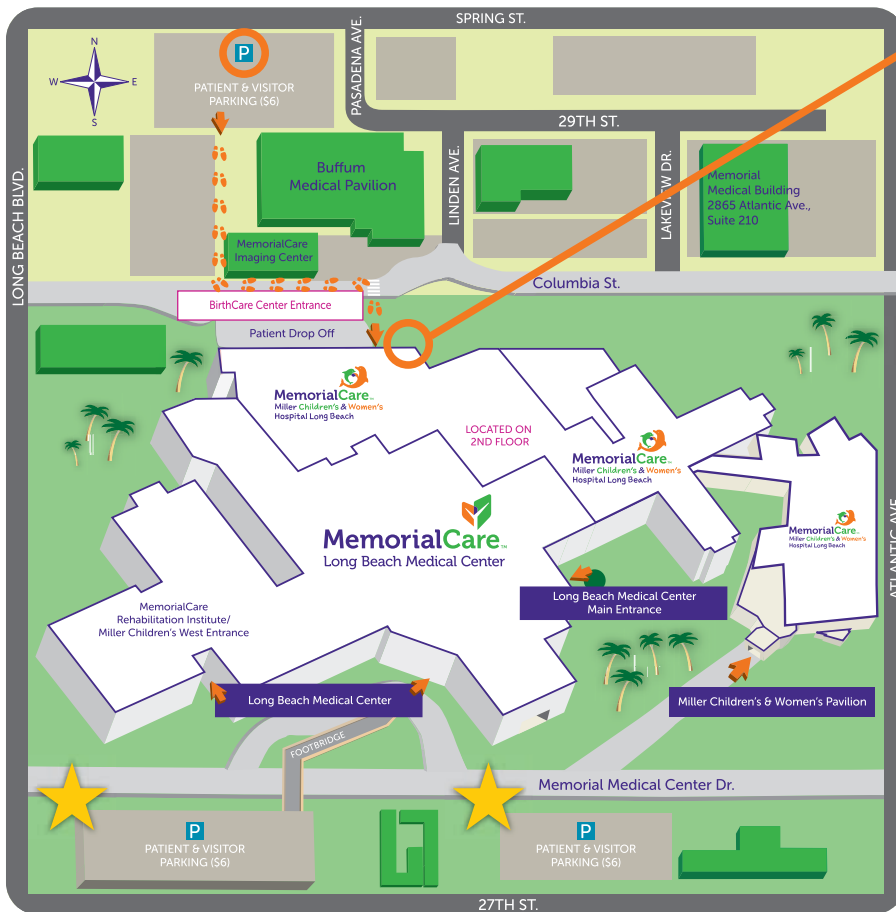 SPRING ST.
N
W E
S
P
PATIENT & VISITOR
PARKING ($6)
PASADENA AVE.
29TH ST.
LONG BEACH BLVD.
Buffum
Medical Pavilion
LINDEN AVE.
LAKEVIEW DR.
Memorial
Medical Building
2865 Atlantic Ave.,
Suite 210
MemorialCare
Imaging Center
Columbia St.
BirthCare Center Entrance
Patient Drop Off
MemorialCare™
Miller Children's & Women's
Hospital Long Beach
LOCATED ON
2ND FLOOR
MemorialCare™
Miller Children's & Women's
Hospital Long Beach
MemorialCare™
Miller Children's & Women's
Hospital Long Beach
ATLANTIC AVE.
MemorialCare™
Long Beach Medical Center
Long Beach Medical Center
Main Entrance
MemorialCare
Rehabilitation Institute/
Miller Children's West Entrance
Long Beach Medical Center
Miller Children's & Women's Pavilion
FOOTBRIDGE
Memorial Medical Center Dr.
P
PATIENT & VISITOR
PARKING ($6)
P
PATIENT & VISITOR
PARKING ($6)
27TH ST.